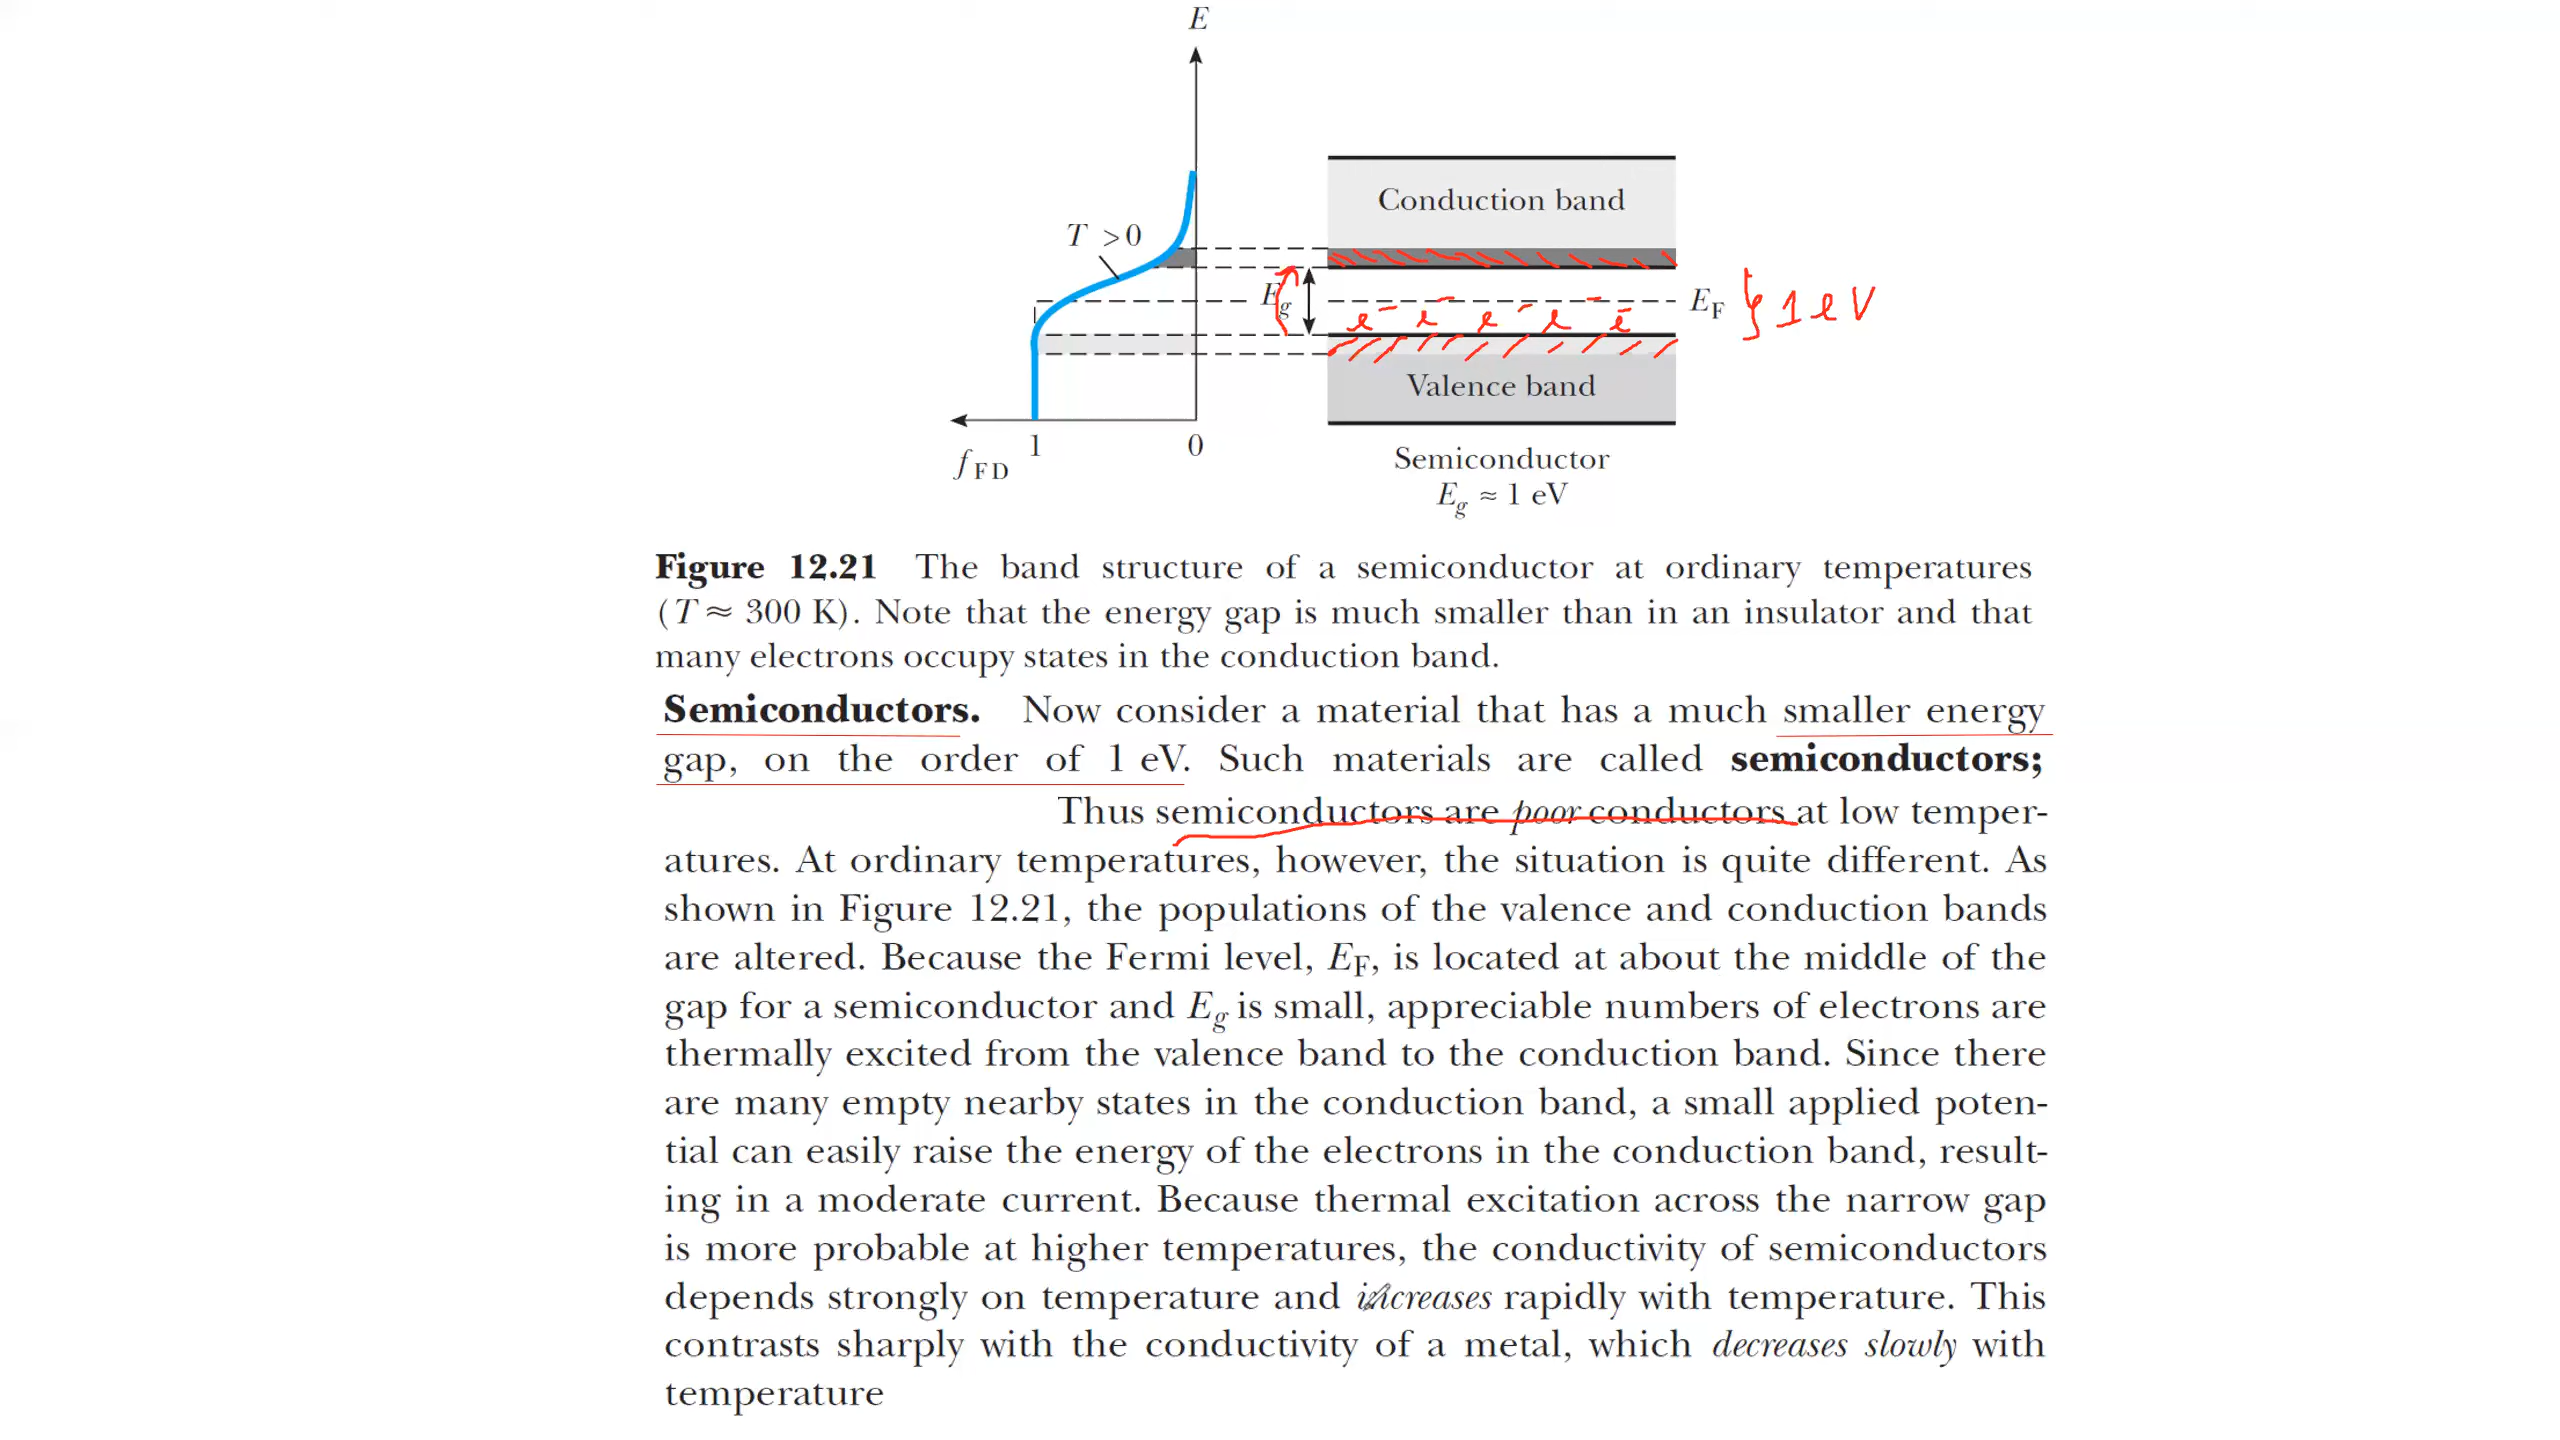 E
Conduction band
T > 0
E_g
E_F } 1 eV
e⁻ e⁻ e⁻ e⁻ e⁻
Valence band
1 0
f_FD
Semiconductor
E_g ≈ 1 eV
Figure 12.21 The band structure of a semiconductor at ordinary temperatures
(T ≈ 300 K). Note that the energy gap is much smaller than in an insulator and that
many electrons occupy states in the conduction band.
Semiconductors. Now consider a material that has a much smaller energy
gap, on the order of 1 eV. Such materials are called semiconductors;
Thus semiconductors are poor conductors at low temper-
atures. At ordinary temperatures, however, the situation is quite different. As
shown in Figure 12.21, the populations of the valence and conduction bands
are altered. Because the Fermi level, E_F, is located at about the middle of the
gap for a semiconductor and E_g is small, appreciable numbers of electrons are
thermally excited from the valence band to the conduction band. Since there
are many empty nearby states in the conduction band, a small applied poten-
tial can easily raise the energy of the electrons in the conduction band, result-
ing in a moderate current. Because thermal excitation across the narrow gap
is more probable at higher temperatures, the conductivity of semiconductors
depends strongly on temperature and increases rapidly with temperature. This
contrasts sharply with the conductivity of a metal, which decreases slowly with
temperature